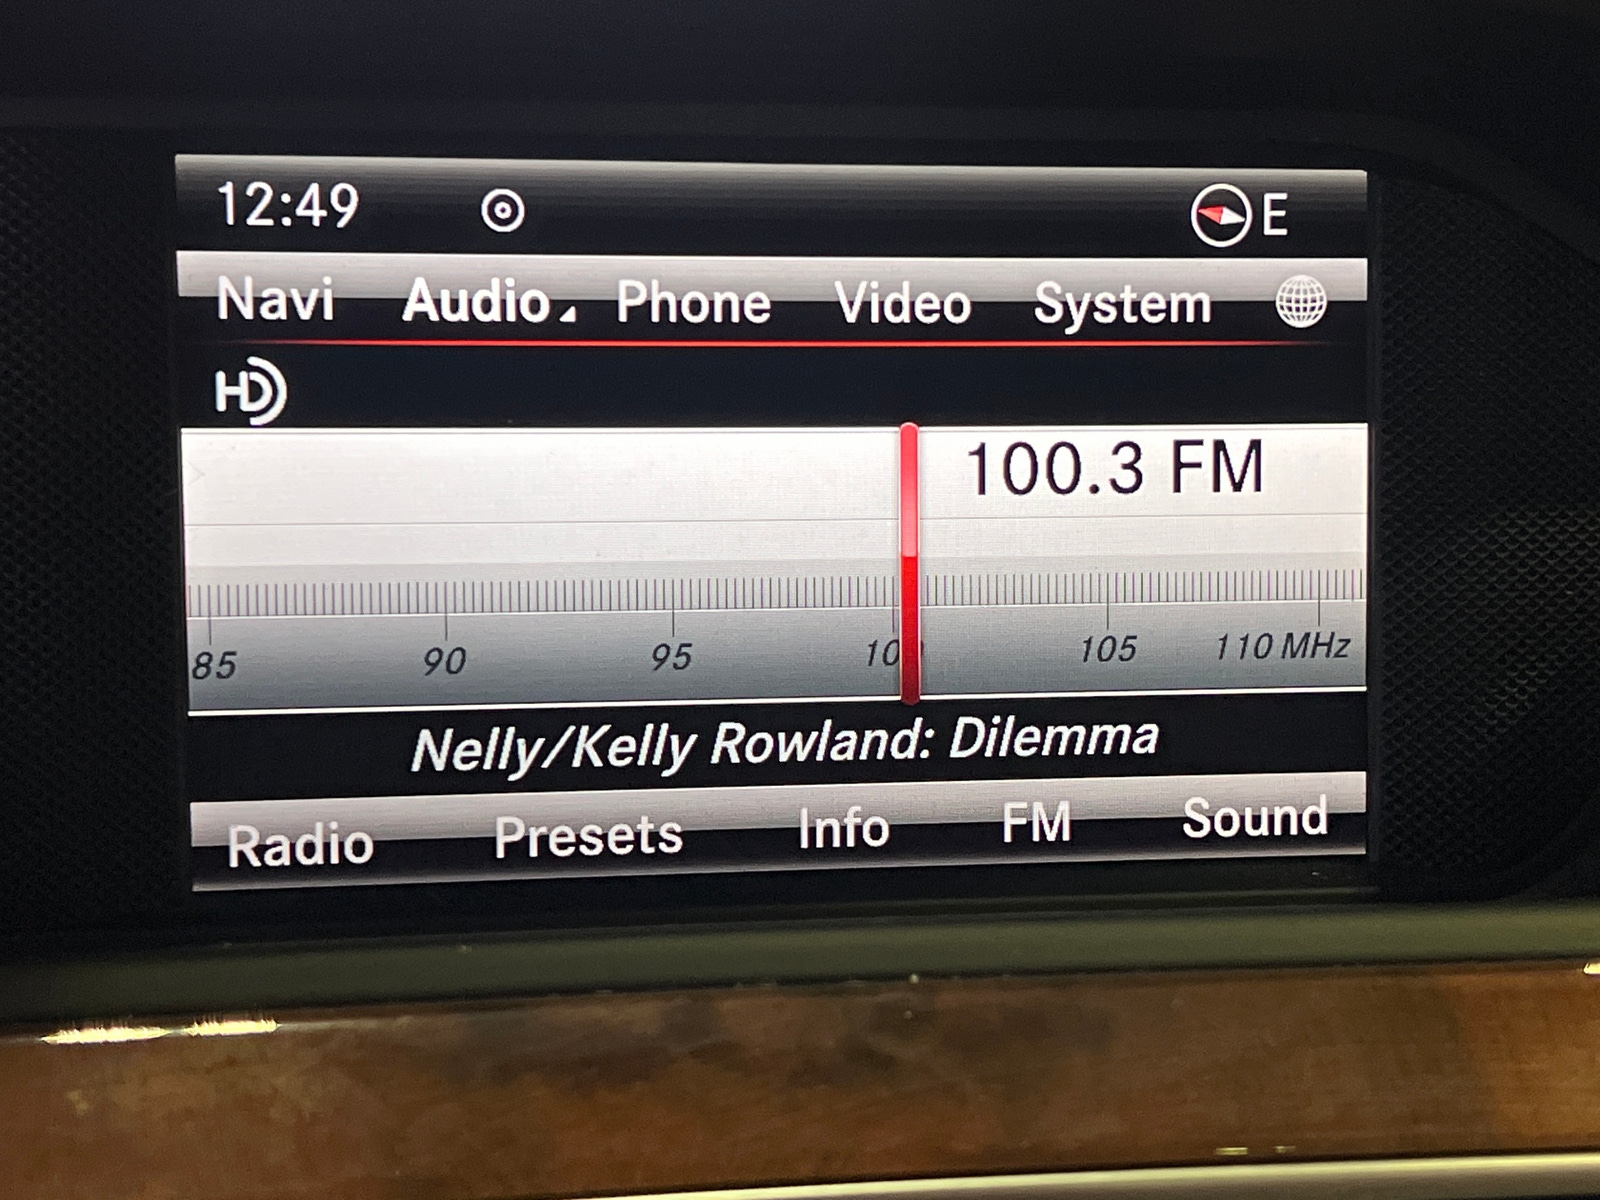 12:49 E
Navi Audio Phone Video System
HD
100.3 FM
85 90 95 10 105 110 MHz
Nelly/Kelly Rowland: Dilemma
Radio Presets Info FM Sound